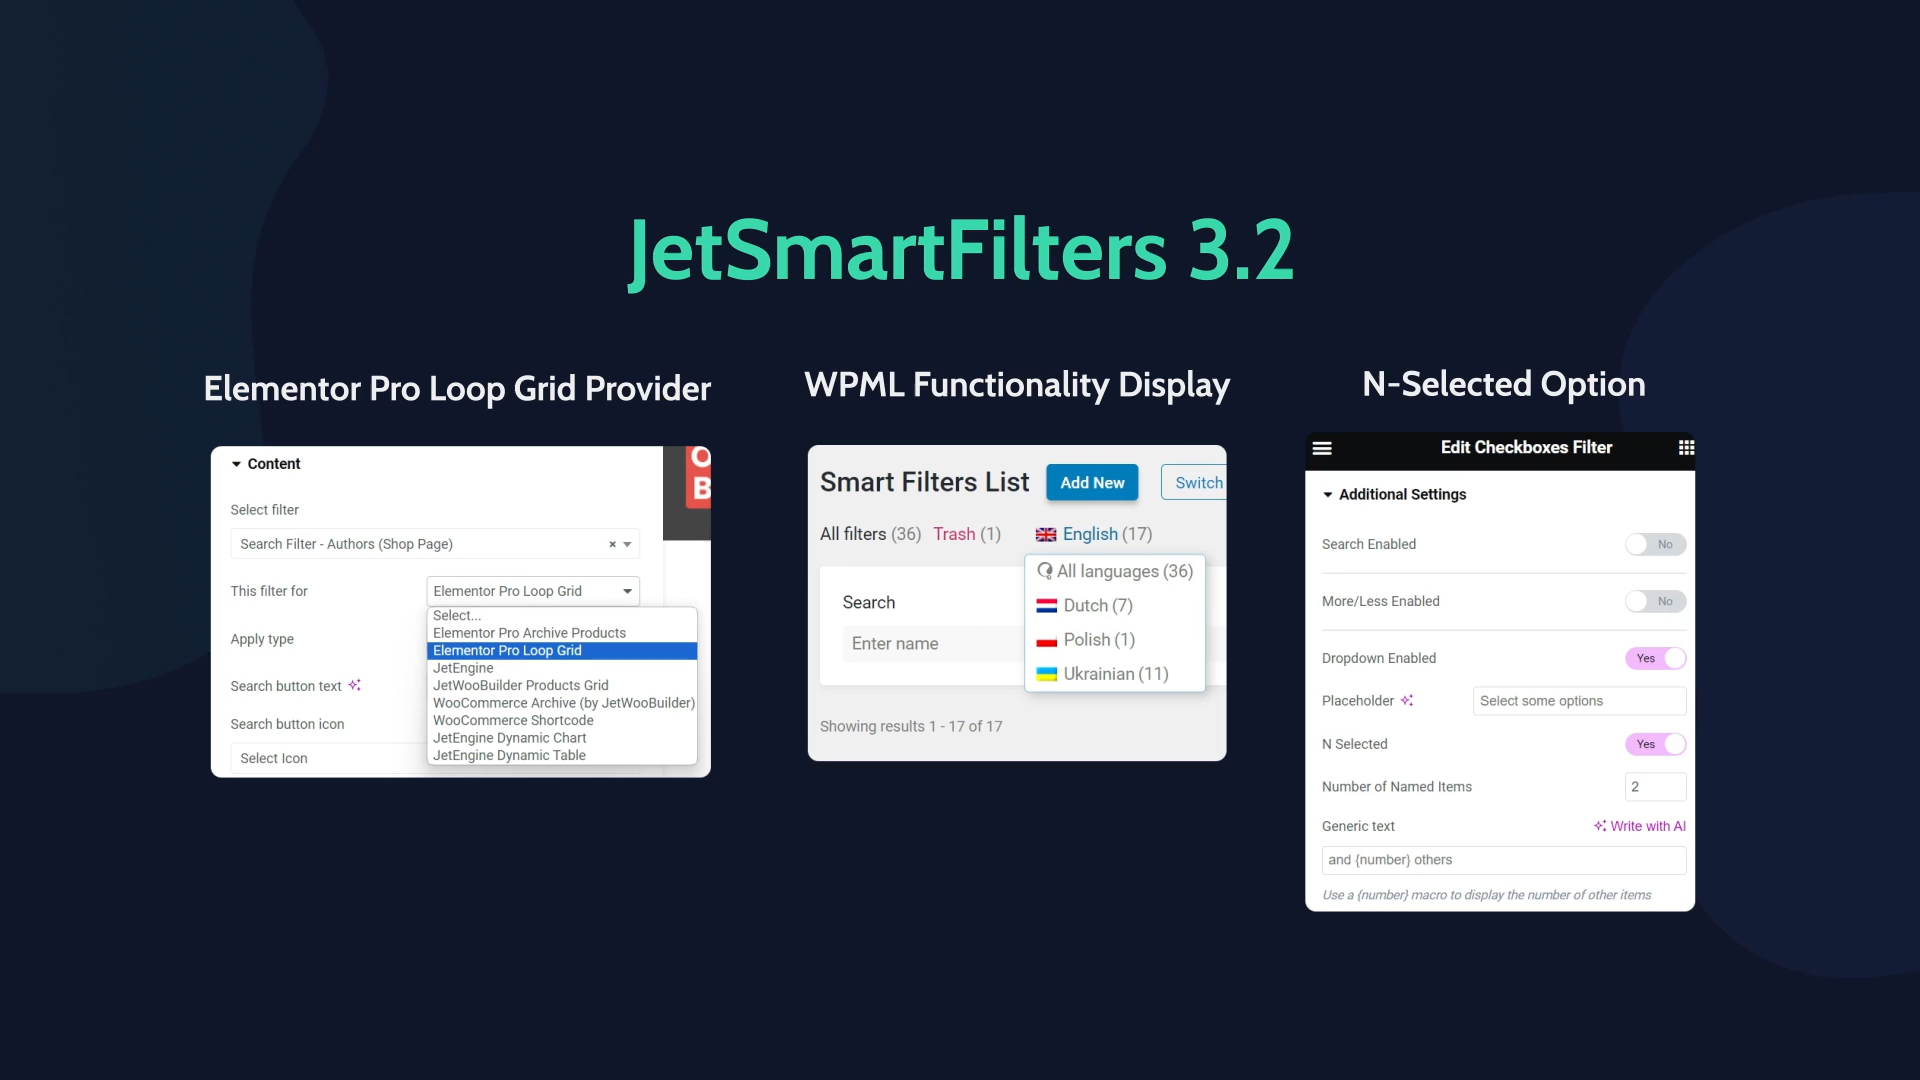 JetSmartFilters 3.2
Elementor Pro Loop Grid Provider
Content
Select filter
Search Filter - Authors (Shop Page)
This filter for
Elementor Pro Loop Grid
Select...
Elementor Pro Archive Products
Elementor Pro Loop Grid
JetEngine
JetWooBuilder Products Grid
WooCommerce Archive (by JetWooBuilder)
WooCommerce Shortcode
JetEngine Dynamic Chart
JetEngine Dynamic Table
Apply type
Search button text
Search button icon
Select Icon
O
B
WPML Functionality Display
Smart Filters List Add New Switch
All filters (36) Trash (1) English (17)
All languages (36)
Dutch (7)
Polish (1)
Ukrainian (11)
Search
Enter name
Showing results 1 - 17 of 17
N-Selected Option
Edit Checkboxes Filter
Additional Settings
Search Enabled No
More/Less Enabled No
Dropdown Enabled Yes
Placeholder Select some options
N Selected Yes
Number of Named Items 2
Generic text Write with AI
and {number} others
Use a {number} macro to display the number of other items